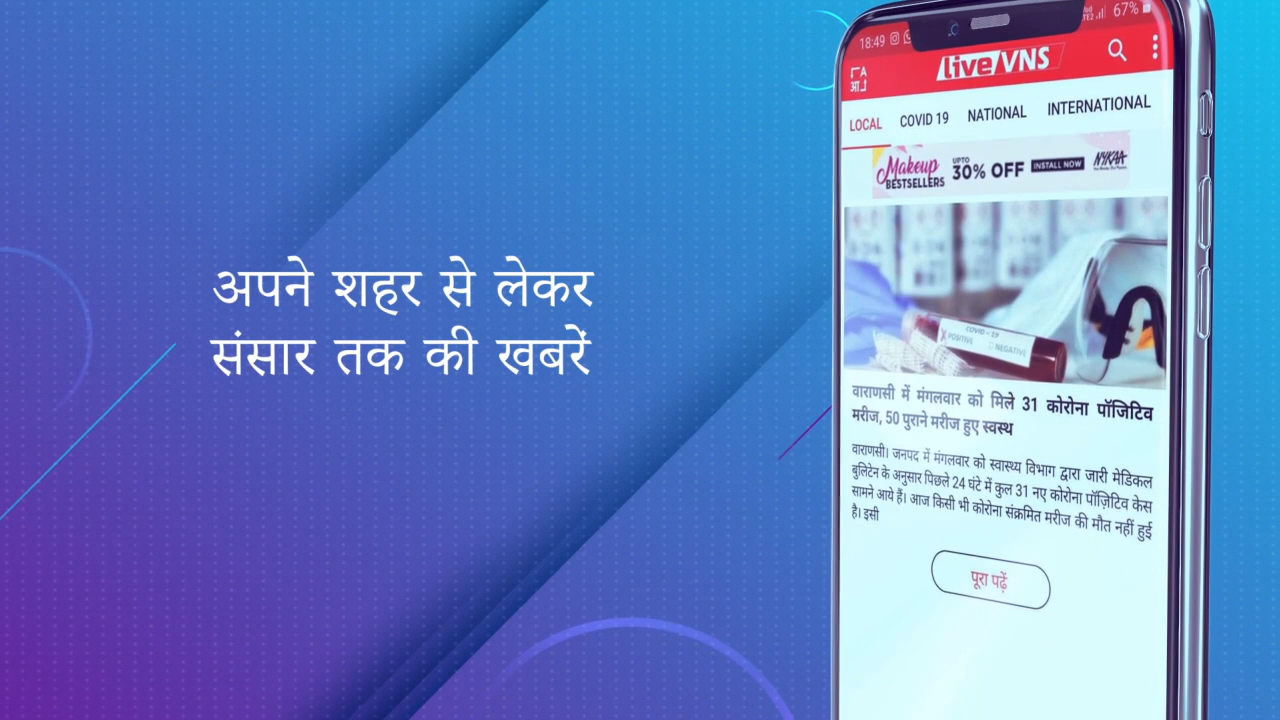 अपने शहर से लेकर
संसार तक की खबरें
18:49
67%
live VNS
LOCAL COVID 19 NATIONAL INTERNATIONAL
Makeup BESTSELLERS UPTO 30% OFF INSTALL NOW NYKAA
COVID - 19
POSITIVE NEGATIVE
वाराणसी में मंगलवार को मिले 31 कोरोना पॉजिटिव
मरीज, 50 पुराने मरीज हुए स्वस्थ
वाराणसी। जनपद में मंगलवार को स्वास्थ्य विभाग द्वारा जारी मेडिकल
बुलिटेन के अनुसार पिछले 24 घंटे में कुल 31 नए कोरोना पॉज़िटिव केस
सामने आये हैं। आज किसी भी कोरोना संक्रमित मरीज की मौत नहीं हुई
है। इसी
पूरा पढ़ें